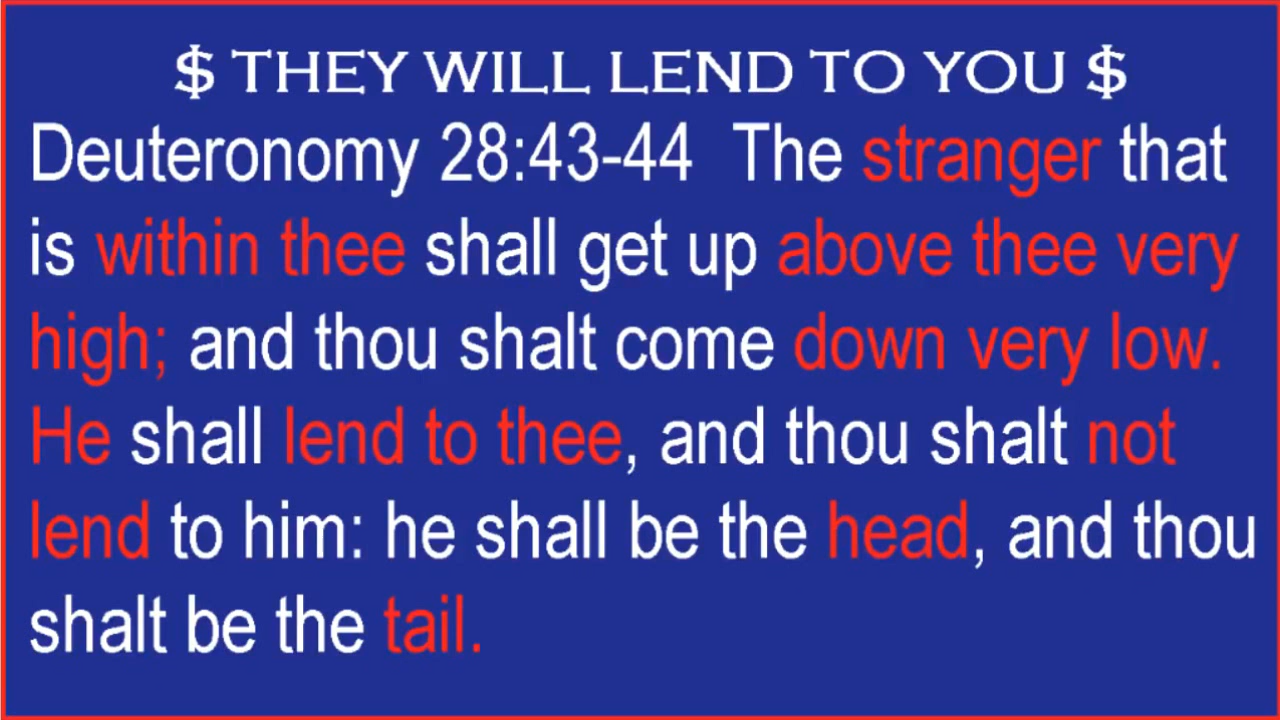 $ THEY WILL LEND TO YOU $
Deuteronomy 28:43-44 The stranger that
is within thee shall get up above thee very
high; and thou shalt come down very low.
He shall lend to thee, and thou shalt not
lend to him: he shall be the head, and thou
shalt be the tail.